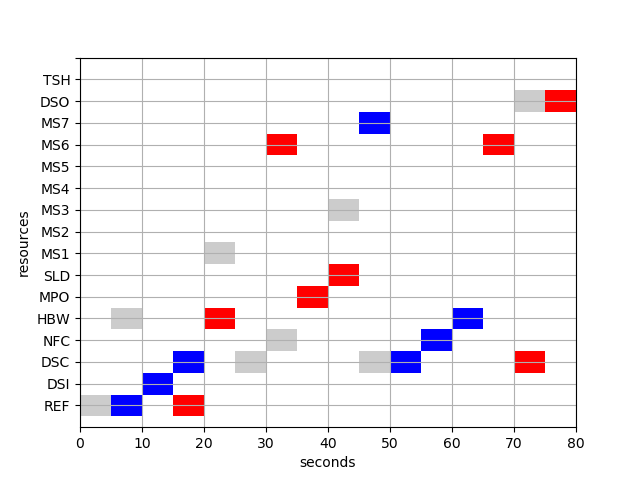 TSH
DSO
MS7
MS6
MS5
MS4
MS3
MS2
MS1
SLD
MPO
HBW
NFC
DSC
DSI
REF
resources
0 10 20 30 40 50 60 70 80
seconds